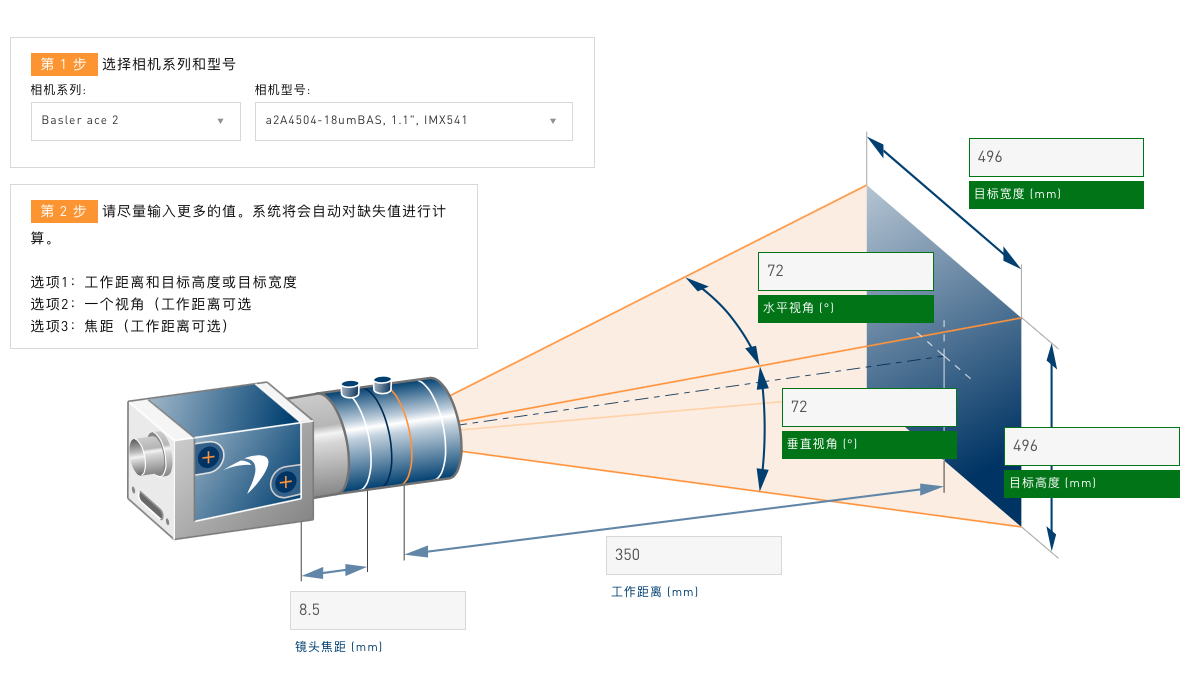 第 1 步 选择相机系列和型号
相机系列:
相机型号:
Basler ace 2
a2A4504-18umBAS, 1.1", IMX541
第 2 步 请尽量输入更多的值。系统将会自动对缺失值进行计
算。
选项1: 工作距离和目标高度或目标宽度
选项2: 一个视角（工作距离可选
选项3: 焦距（工作距离可选）
496
目标宽度 (mm)
72
水平视角 (°)
72
垂直视角 (°)
496
目标高度 (mm)
350
工作距离 (mm)
8.5
镜头焦距 (mm)